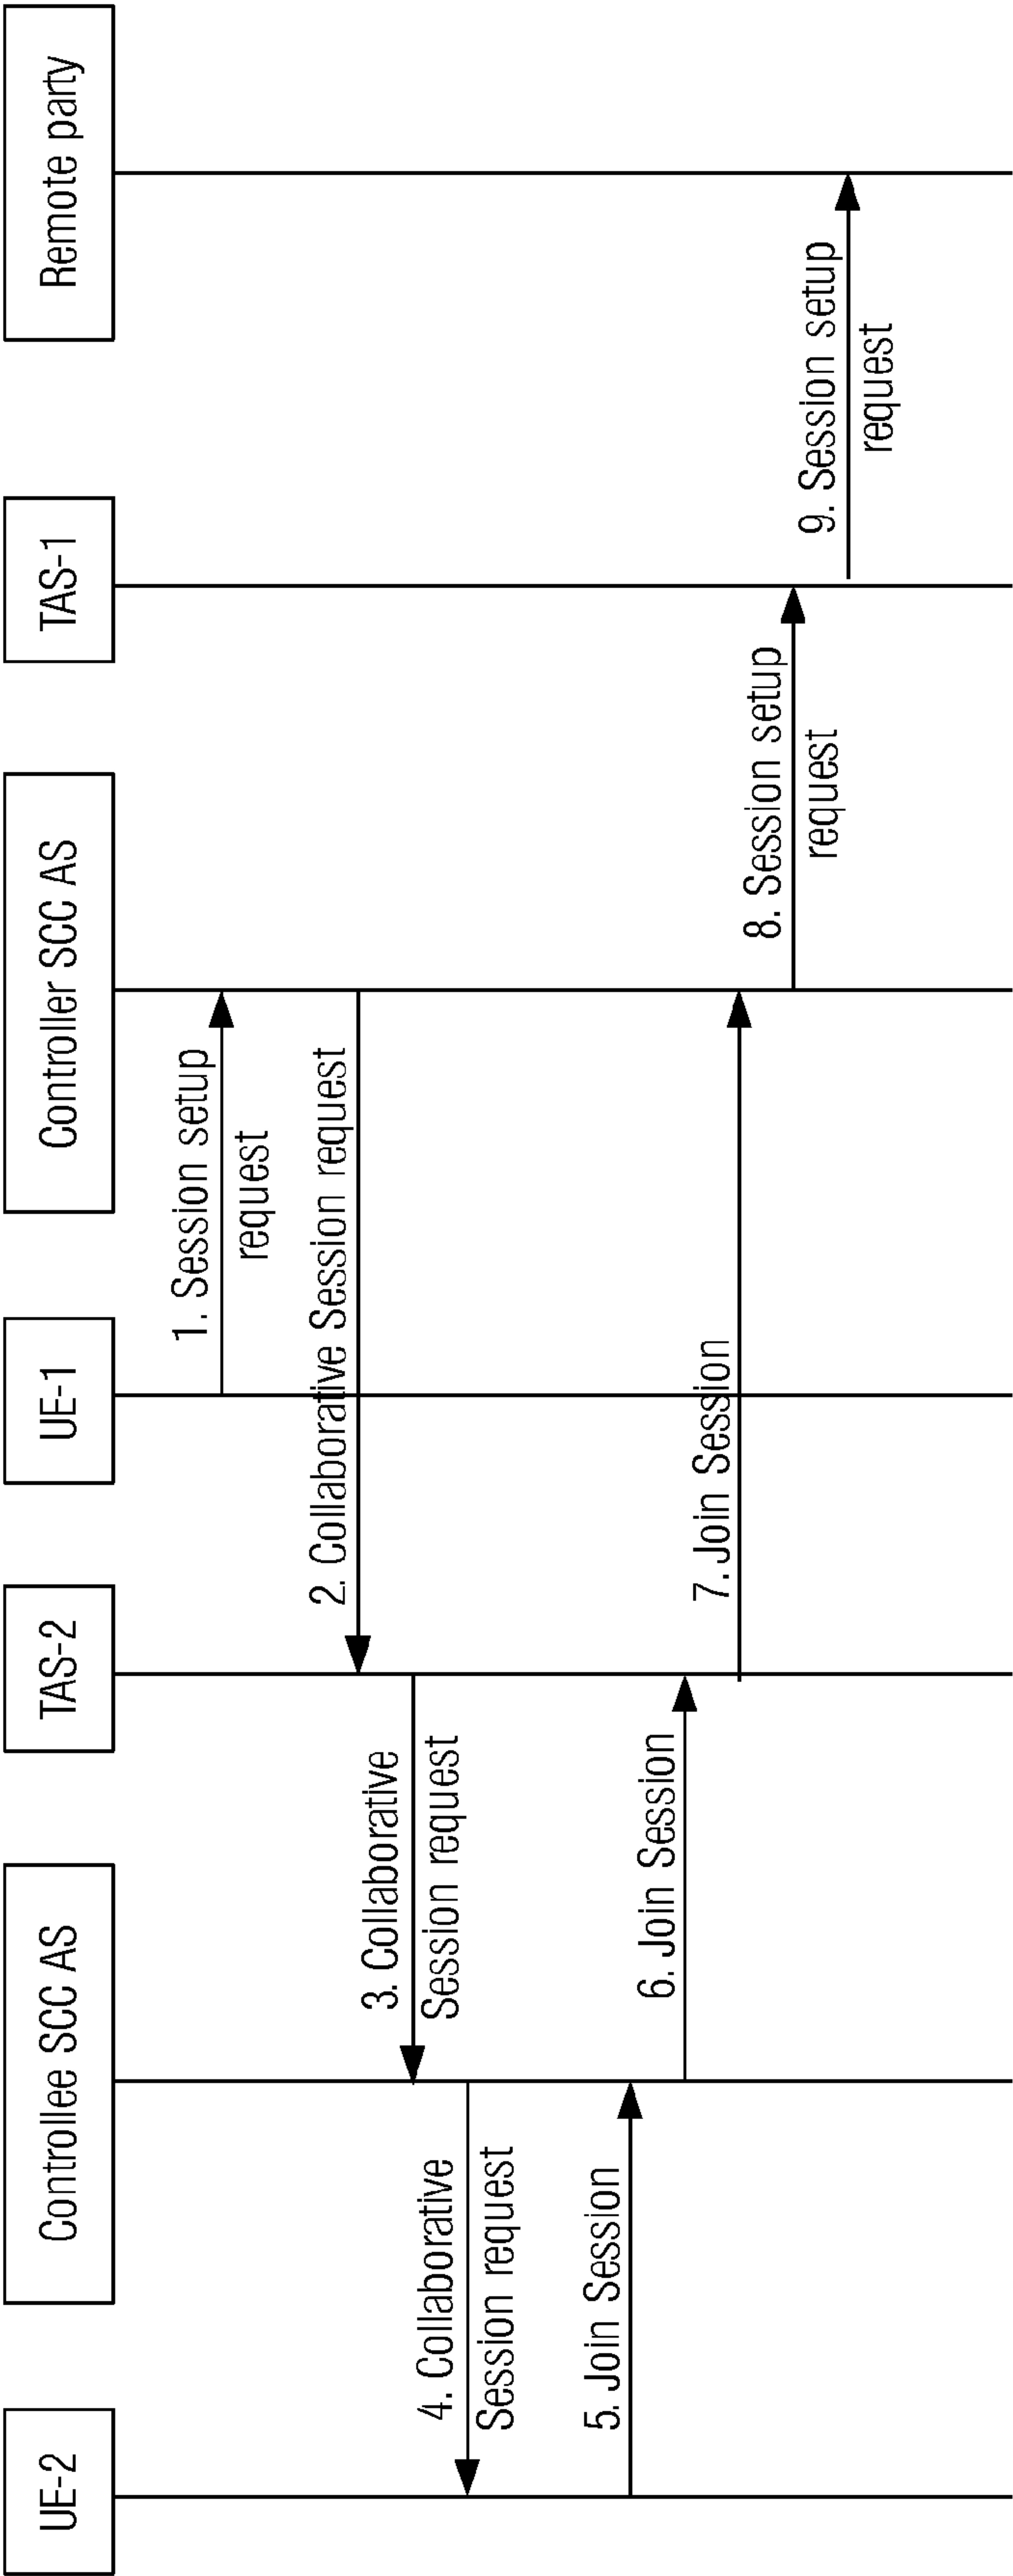 UE-2
Controllee SCC AS
TAS-2
UE-1
Controller SCC AS
TAS-1
Remote party
1. Session setup
request
2. Collaborative Session request
3. Collaborative
Session request
4. Collaborative
Session request
5. Join Session
6. Join Session
7. Join Session
8. Session setup
request
9. Session setup
request